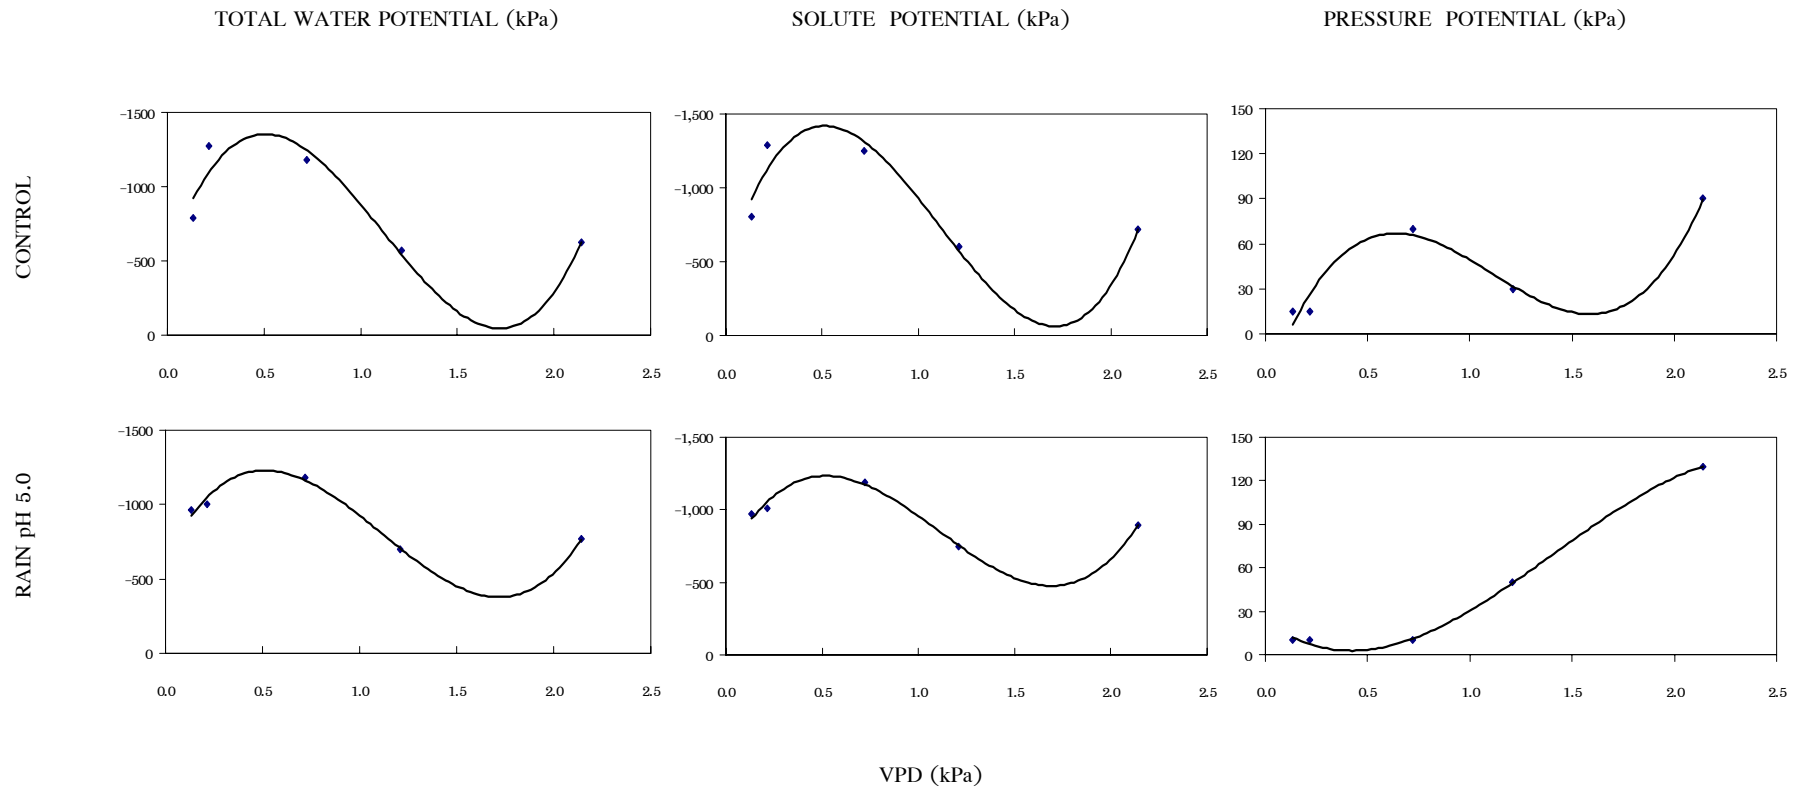 TOTAL WATER POTENTIAL (kPa) SOLUTE POTENTIAL (kPa) PRESSURE POTENTIAL (kPa)
CONTROL
-1500
-1000
-500
0
0.0 0.5 1.0 1.5 2.0 2.5
-1,500
-1,000
-500
0
0.0 0.5 1.0 1.5 2.0 2.5
150
120
90
60
30
0
0.0 0.5 1.0 1.5 2.0 2.5
RAIN pH 5.0
-1500
-1000
-500
0
0.0 0.5 1.0 1.5 2.0 2.5
-1,500
-1,000
-500
0
0.0 0.5 1.0 1.5 2.0 2.5
150
120
90
60
30
0
0.0 0.5 1.0 1.5 2.0 2.5
VPD (kPa)